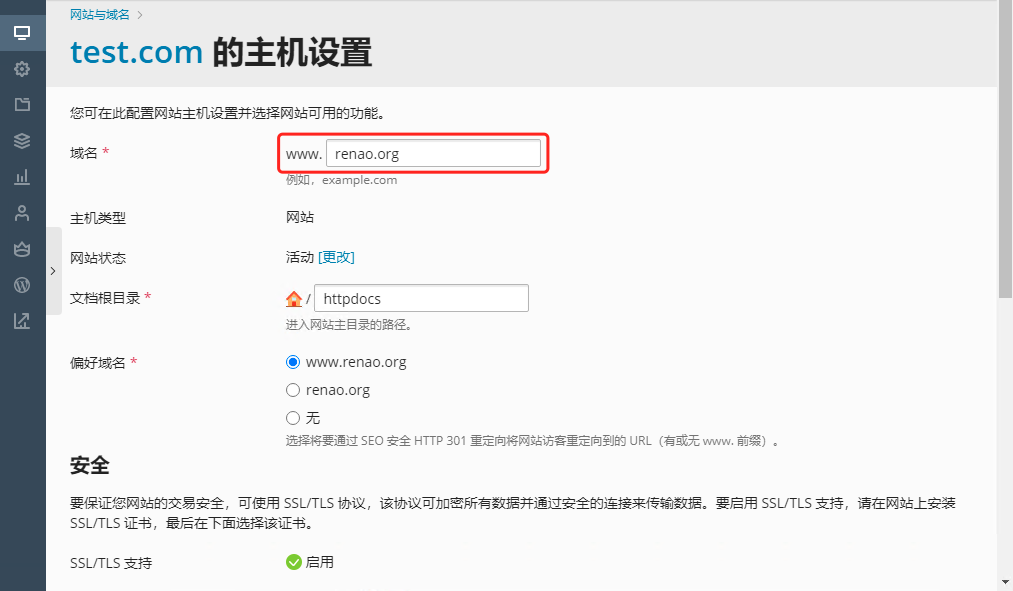 网站与域名 >
test.com 的主机设置
您可在此配置网站主机设置并选择网站可用的功能。
域名 * www. renao.org
例如，example.com
主机类型 网站
网站状态 活动 [更改]
文档根目录 * / httpdocs
进入网站主目录的路径。
偏好域名 * www.renao.org
renao.org
无
选择将要通过 SEO 安全 HTTP 301 重定向将网站访客重定向到的 URL（有或无 www. 前缀）。
安全
要保证您网站的交易安全，可使用 SSL/TLS 协议，该协议可加密所有数据并通过安全的连接来传输数据。要启用 SSL/TLS 支持，请在网站上安装
SSL/TLS 证书，最后在下面选择该证书。
SSL/TLS 支持 启用